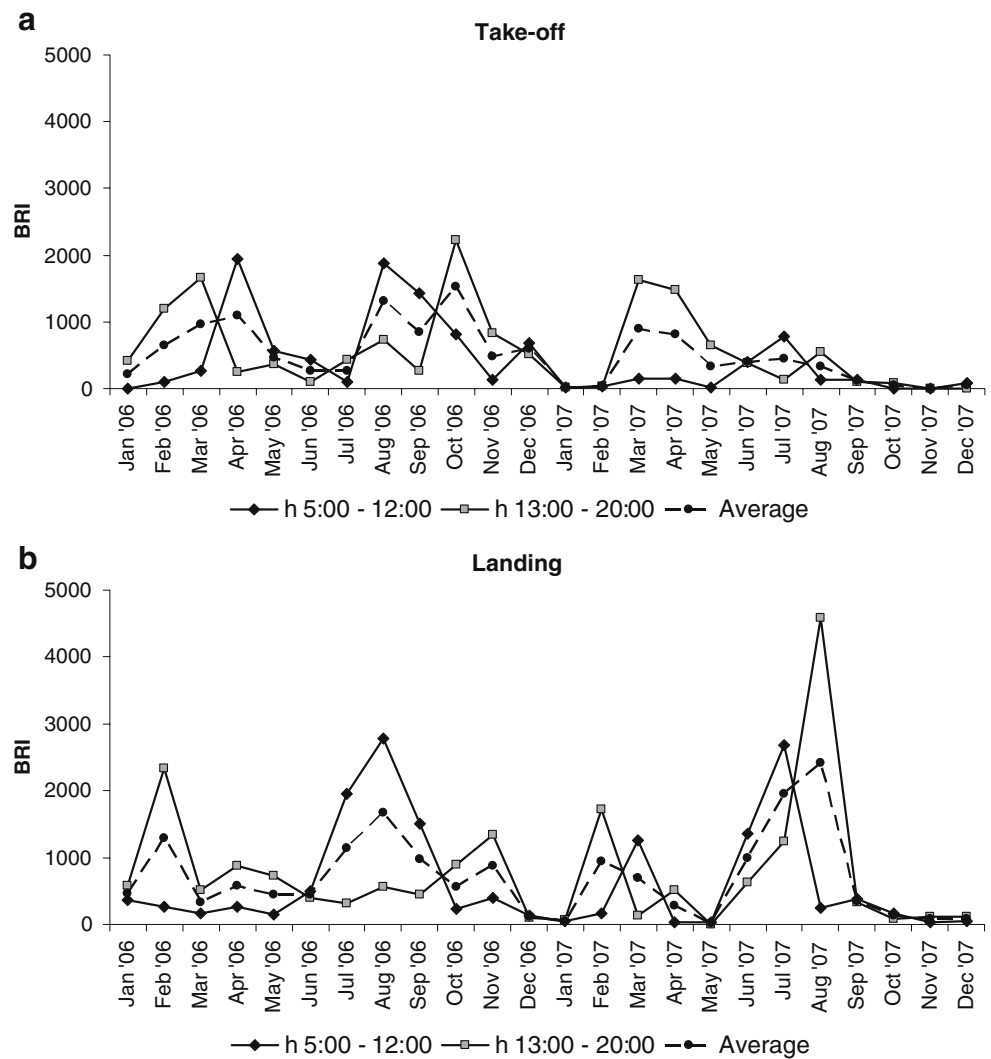 a
Take-off
5000
4000
3000
2000
1000
0
BRI
Jan '06
Feb '06
Mar '06
Apr '06
May '06
Jun '06
Jul '06
Aug '06
Sep '06
Oct '06
Nov '06
Dec '06
Jan '07
Feb '07
Mar '07
Apr '07
May '07
Jun '07
Jul '07
Aug '07
Sep '07
Oct '07
Nov '07
Dec '07
h 5:00 - 12:00 h 13:00 - 20:00 Average
b
Landing
5000
4000
3000
2000
1000
0
BRI
Jan '06
Feb '06
Mar '06
Apr '06
May '06
Jun '06
Jul '06
Aug '06
Sep '06
Oct '06
Nov '06
Dec '06
Jan '07
Feb '07
Mar '07
Apr '07
May '07
Jun '07
Jul '07
Aug '07
Sep '07
Oct '07
Nov '07
Dec '07
h 5:00 - 12:00 h 13:00 - 20:00 Average